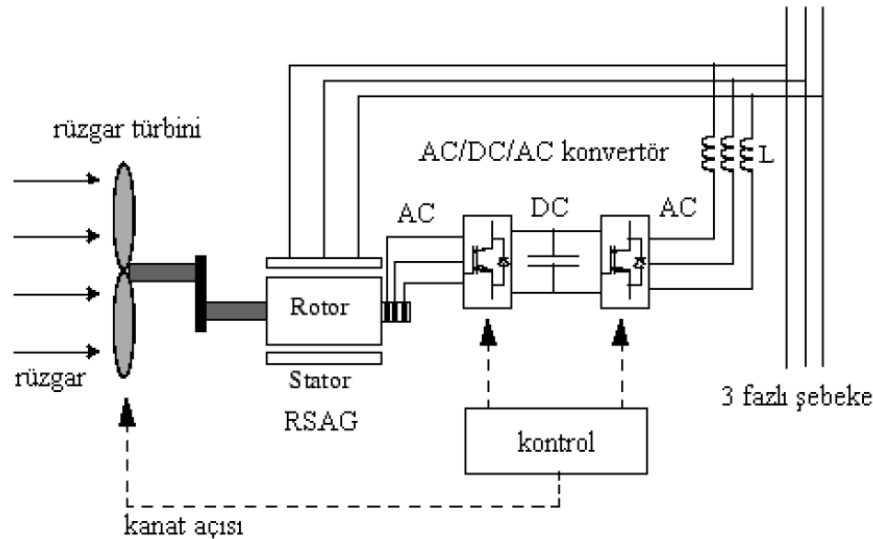 rüzgar türbini
AC/DC/AC konvertör
L
AC
DC
AC
Rotor
rüzgar
Stator
RSAG
3 fazlı şebeke
kontrol
kanat açısı